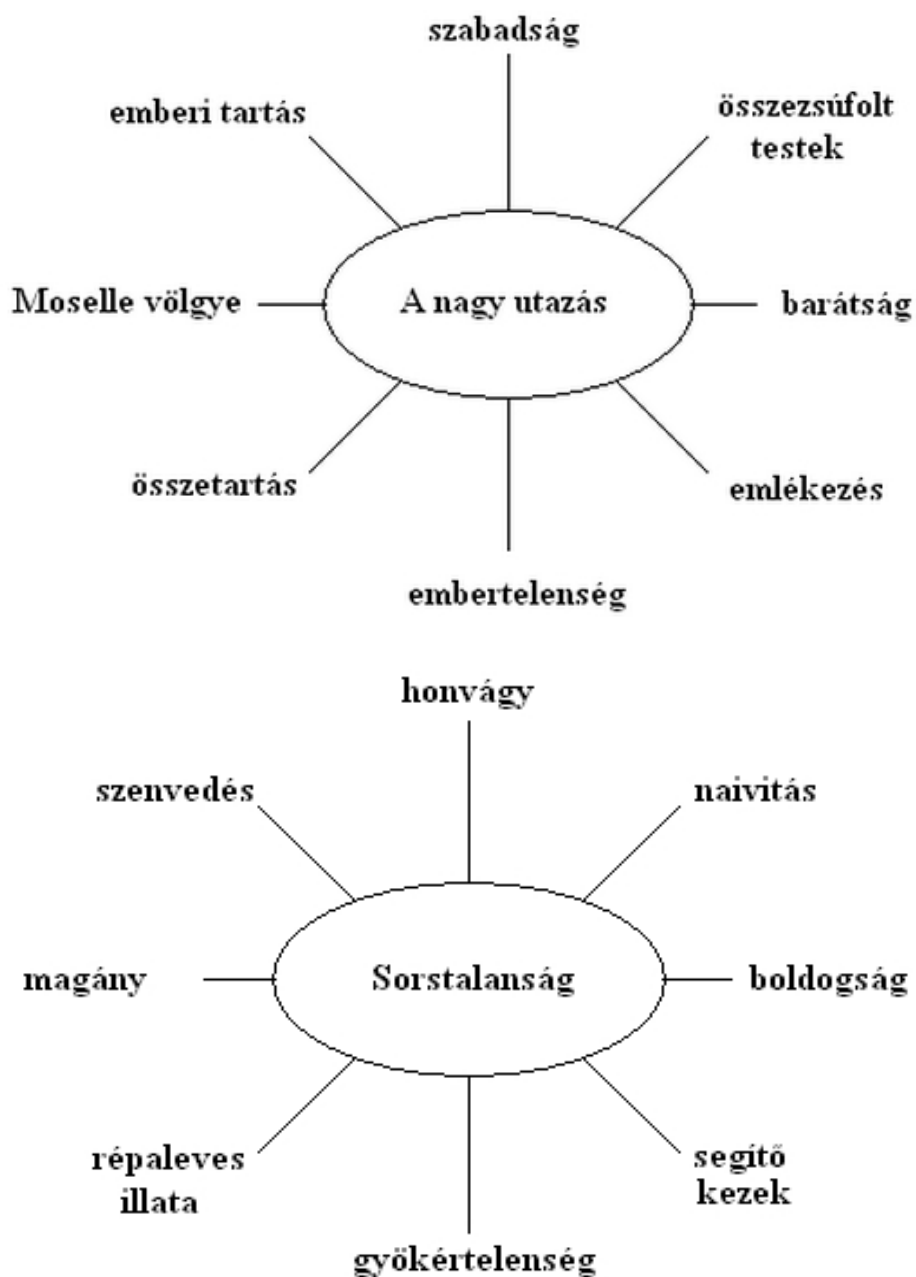 szabadság
emberi tartás
összezsúfolt
testek
Moselle völgye
A nagy utazás
barátság
összetartás
emlékezés
embertelenség
honvágy
szenvedés
naivitás
magány
Sorstalanság
boldogság
répaleves
illata
segítő
kezek
gyökértelenség